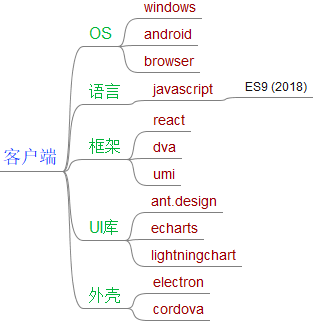 windows
OS
android
browser
语言
javascript
ES9 (2018)
react
框架
dva
umi
客户端
ant.design
UI库
echarts
lightningchart
electron
外壳
cordova